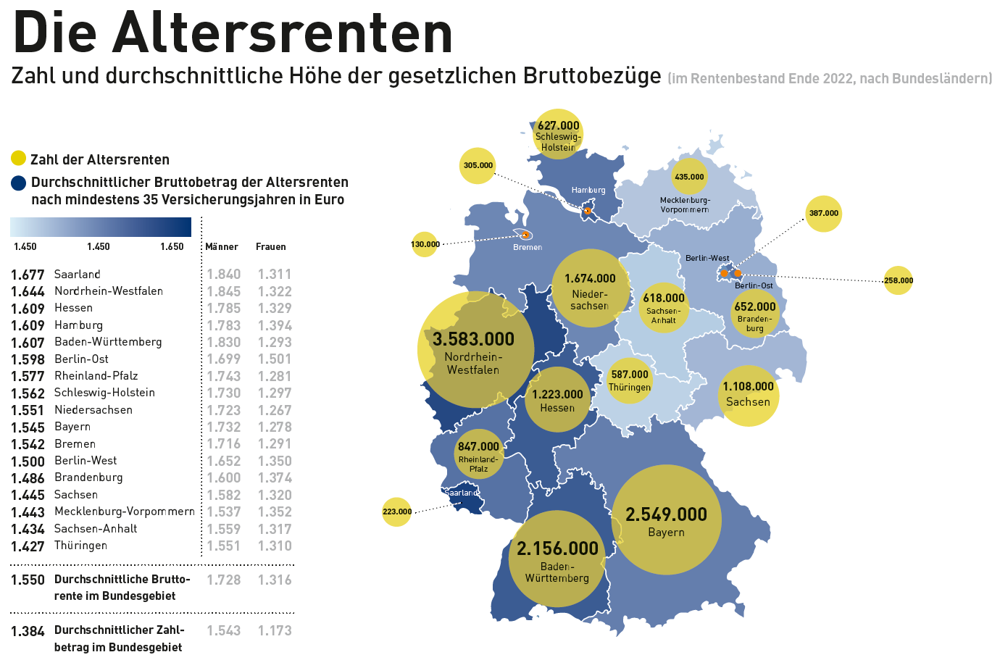 Die Altersrenten
Zahl und durchschnittliche Höhe der gesetzlichen Bruttobezüge (im Rentenbestand Ende 2022, nach Bundesländern)
Zahl der Altersrenten
Durchschnittlicher Bruttobetrag der Altersrenten
nach mindestens 35 Versicherungsjahren in Euro
1.450 1.450 1.650 Männer Frauen
1.677 Saarland 1.840 1.311
1.644 Nordrhein-Westfalen 1.845 1.322
1.609 Hessen 1.785 1.329
1.609 Hamburg 1.783 1.394
1.607 Baden-Württemberg 1.830 1.293
1.598 Berlin-Ost 1.699 1.501
1.577 Rheinland-Pfalz 1.743 1.281
1.562 Schleswig-Holstein 1.730 1.297
1.551 Niedersachsen 1.723 1.267
1.545 Bayern 1.732 1.278
1.542 Bremen 1.716 1.291
1.500 Berlin-West 1.652 1.350
1.486 Brandenburg 1.600 1.374
1.445 Sachsen 1.582 1.320
1.443 Mecklenburg-Vorpommern 1.537 1.352
1.434 Sachsen-Anhalt 1.559 1.317
1.427 Thüringen 1.551 1.310
1.550 Durchschnittliche Brutto- 1.728 1.316
rente im Bundesgebiet
1.384 Durchschnittlicher Zahl- 1.543 1.173
betrag im Bundesgebiet
627.000
Schleswig-
Holstein
305.000
Hamburg
435.000
Mecklenburg-
Vorpommern
387.000
130.000
Bremen
Berlin-West
Berlin-Ost
258.000
1.674.000
Nieder-
sachsen
618.000
Sachsen-
Anhalt
652.000
Branden-
burg
3.583.000
Nordrhein-
Westfalen
587.000
Thüringen
1.108.000
Sachsen
1.223.000
Hessen
847.000
Rheinland-
Pfalz
Saarland
223.000
2.549.000
Bayern
2.156.000
Baden-
Württemberg